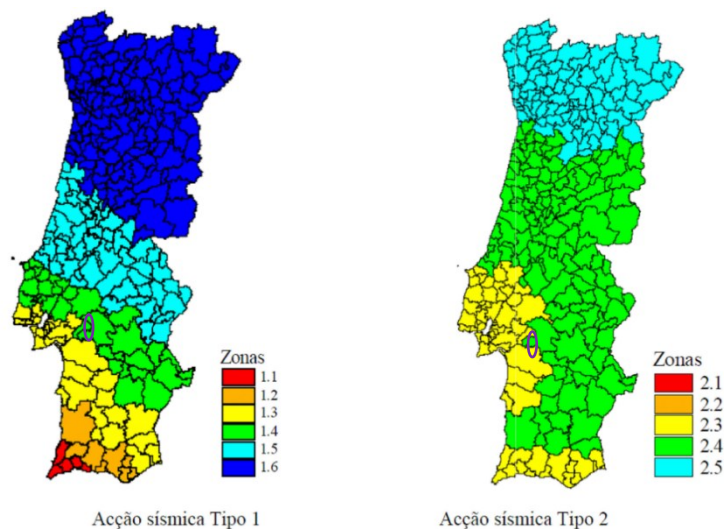 Zonas
1.1
1.2
1.3
1.4
1.5
1.6
Acção sísmica Tipo 1
Zonas
2.1
2.2
2.3
2.4
2.5
Acção sísmica Tipo 2